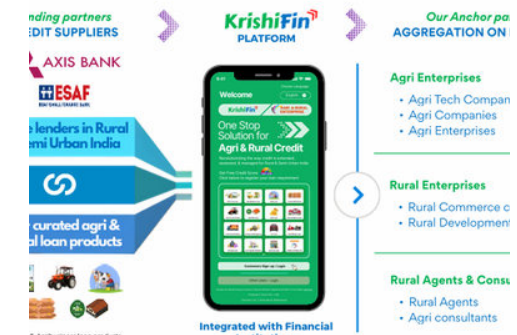 nding partners
EDIT SUPPLIERS
AXIS BANK
ESAF
e lenders in Rural
emi Urban India
curated agri &
al loan products
KrishiFin
PLATFORM
Welcome
English
KrishiFin
One Stop
Solution for
Agri & Rural Credit
Integrated with Financial
Our Anchor pa
AGGREGATION ON
Agri Enterprises
• Agri Tech Compan
• Agri Companies
• Agri Enterprises
Rural Enterprises
• Rural Commerce c
• Rural Development
Rural Agents & Consu
• Rural Agents
• Agri consultants